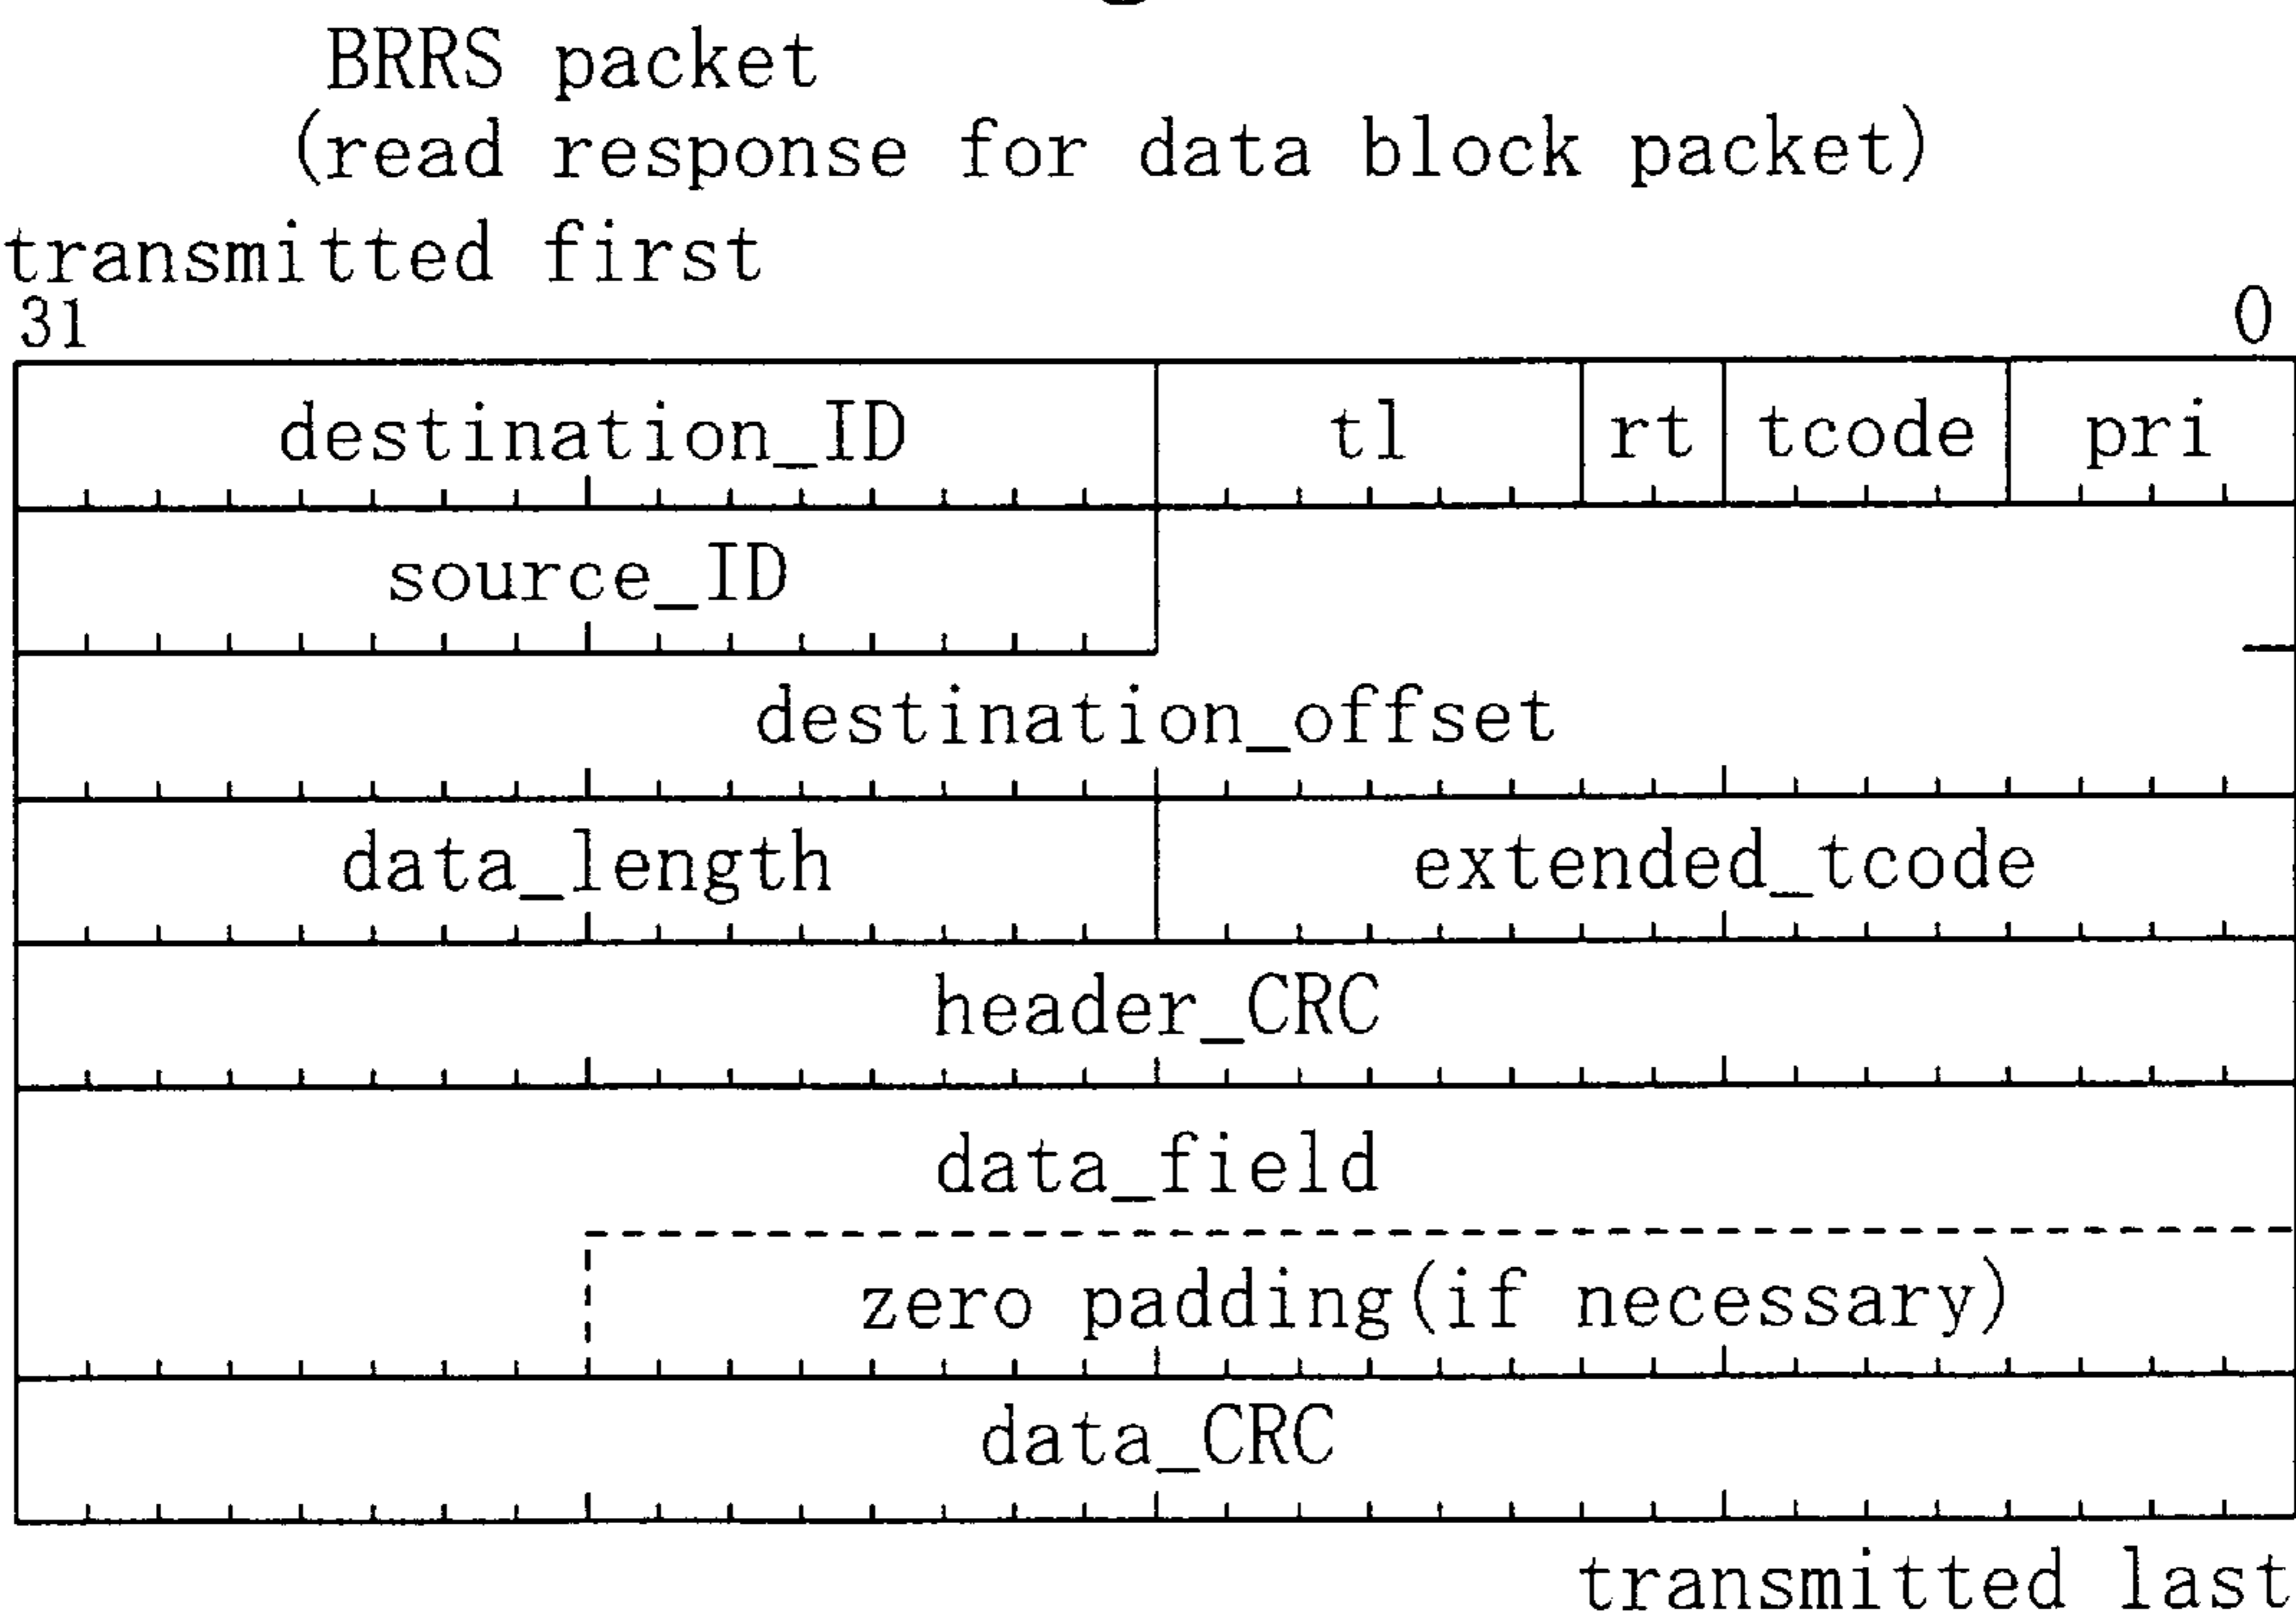 BRRS packet
(read response for data block packet)
transmitted first
31 0
destination_ID tl rt tcode pri
source_ID
destination_offset
data_length extended_tcode
header_CRC
data_field
zero padding(if necessary)
data_CRC
transmitted last